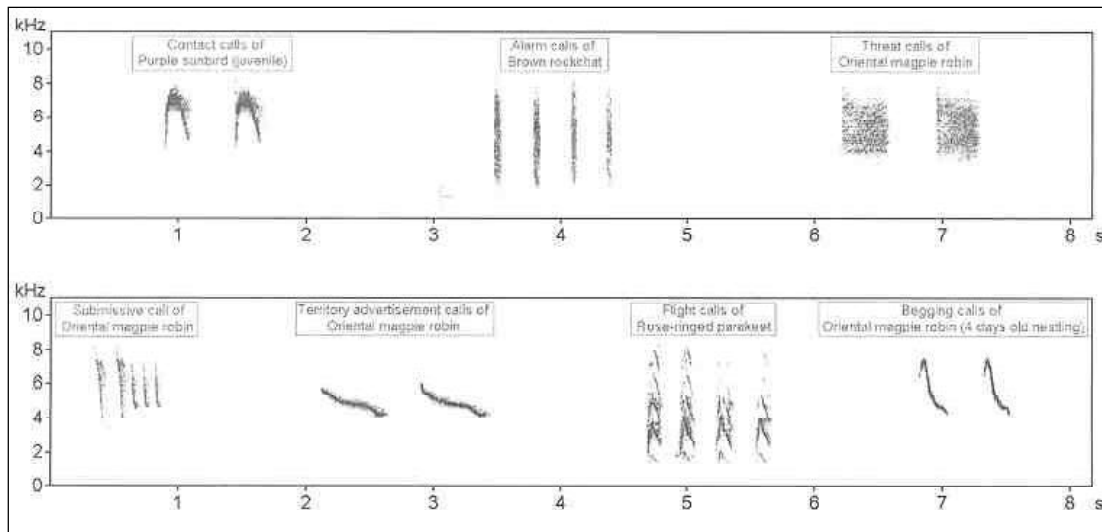 kHz
10
8
6
4
2
0
Contact calls of
Purple sunbird (juvenile)
Alarm calls of
Brown rockchat
Threat calls of
Oriental magpie robin
1 2 3 4 5 6 7 8 s
kHz
10
8
6
4
2
0
Submissive call of
Oriental magpie robin
Territory advertisement calls of
Oriental magpie robin
Flight calls of
Rose-ringed parakeet
Begging calls of
Oriental magpie robin (4 days old nestling)
1 2 3 4 5 6 7 8 s